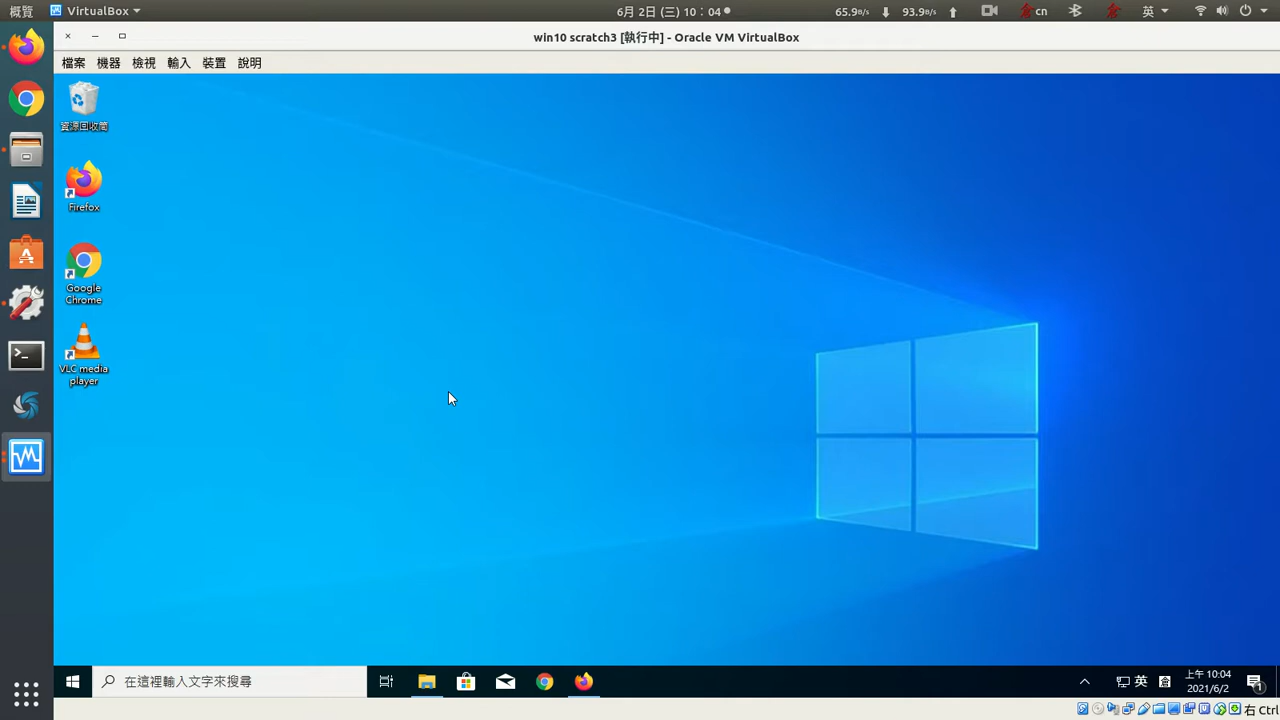 概覽
VirtualBox
6月 2日 (三) 10：04
65.9B/s
93.9B/s
cn
英
win10 scratch3 [執行中] - Oracle VM VirtualBox
檔案 機器 檢視 輸入 裝置 說明
資源回收筒
Firefox
Google
Chrome
VLC media
player
在這裡輸入文字來搜尋
英
上午 10:04
2021/6/2
1
右 Ctrl